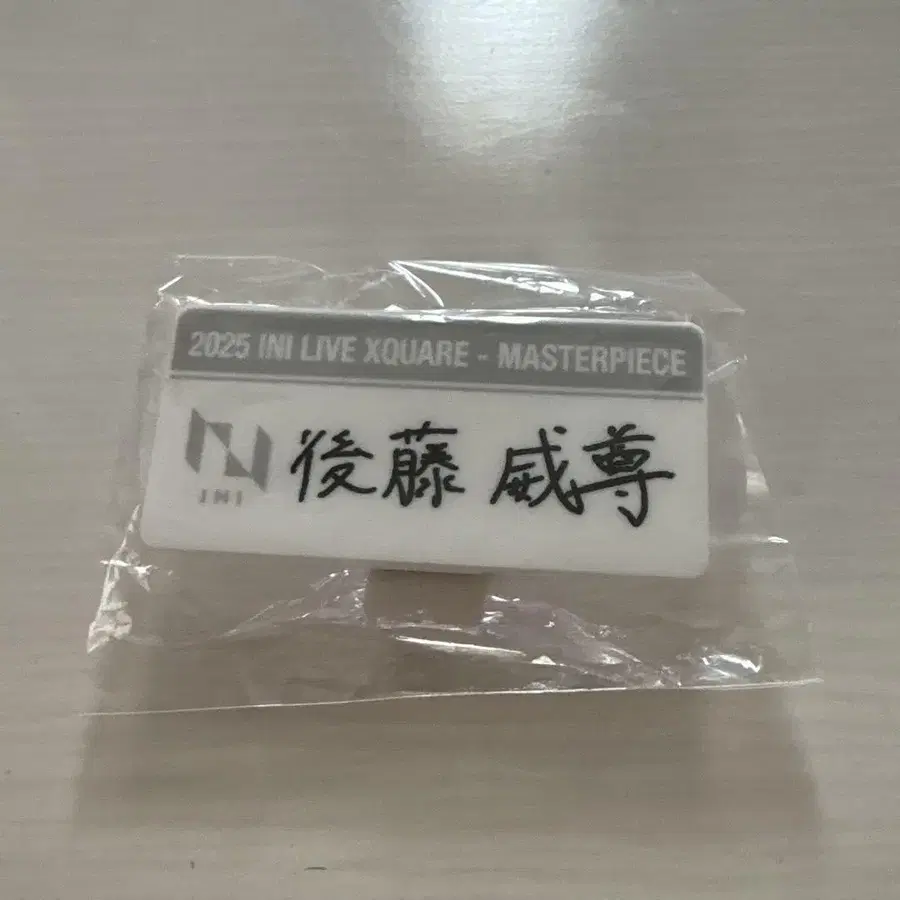 2025 INI LIVE XQUARE - MASTERPIECE
INI
後藤 威尊